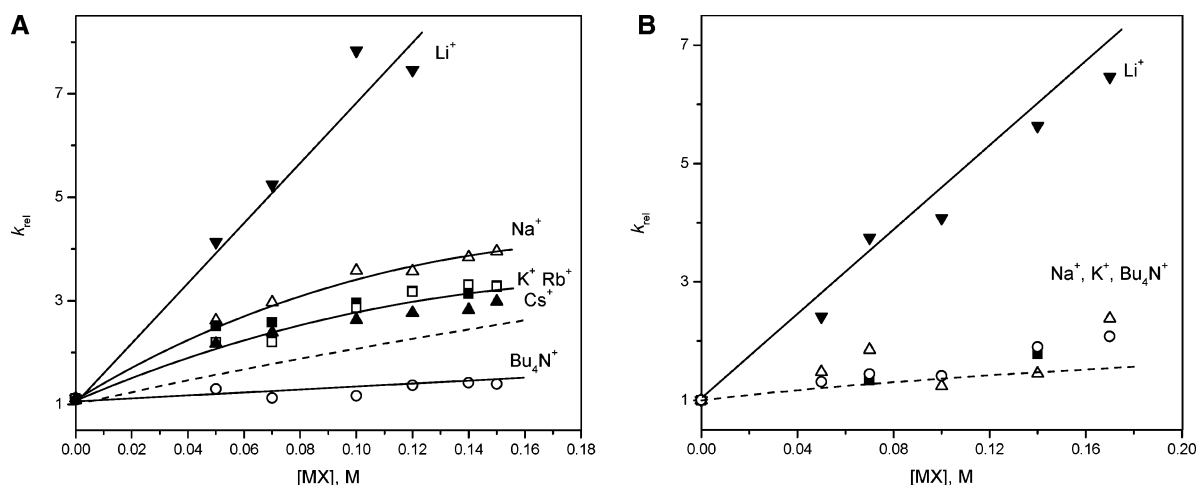 A
k_rel
7
5
3
1
Li⁺
Na⁺
K⁺ Rb⁺
Cs⁺
Bu₄N⁺
0.00 0.02 0.04 0.06 0.08 0.10 0.12 0.14 0.16 0.18
[MX], M
B
k_rel
7
5
3
1
Li⁺
Na⁺, K⁺, Bu₄N⁺
0.00 0.04 0.08 0.12 0.16 0.20
[MX], M